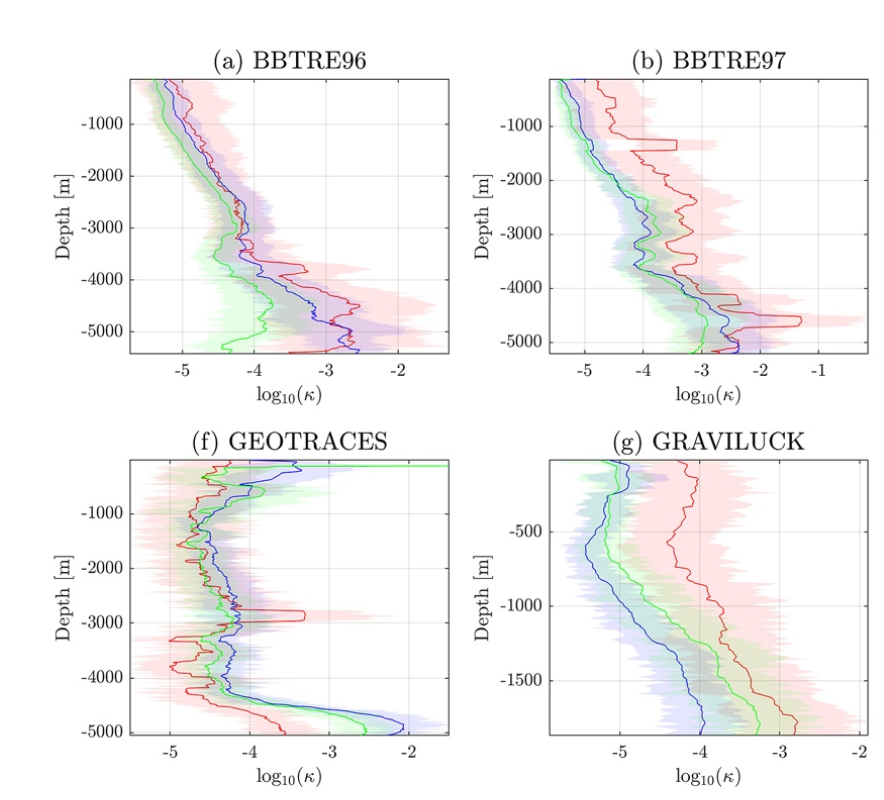 (a) BBTRE96
(b) BBTRE97
-1000
-2000
-3000
-4000
-5000
Depth [m]
-5 -4 -3 -2
log10(κ)
-1000
-2000
-3000
-4000
-5000
Depth [m]
-5 -4 -3 -2 -1
log10(κ)
(f) GEOTRACES
(g) GRAVILUCK
-1000
-2000
-3000
-4000
-5000
Depth [m]
-5 -4 -3 -2
log10(κ)
-500
-1000
-1500
Depth [m]
-5 -4 -3 -2
log10(κ)